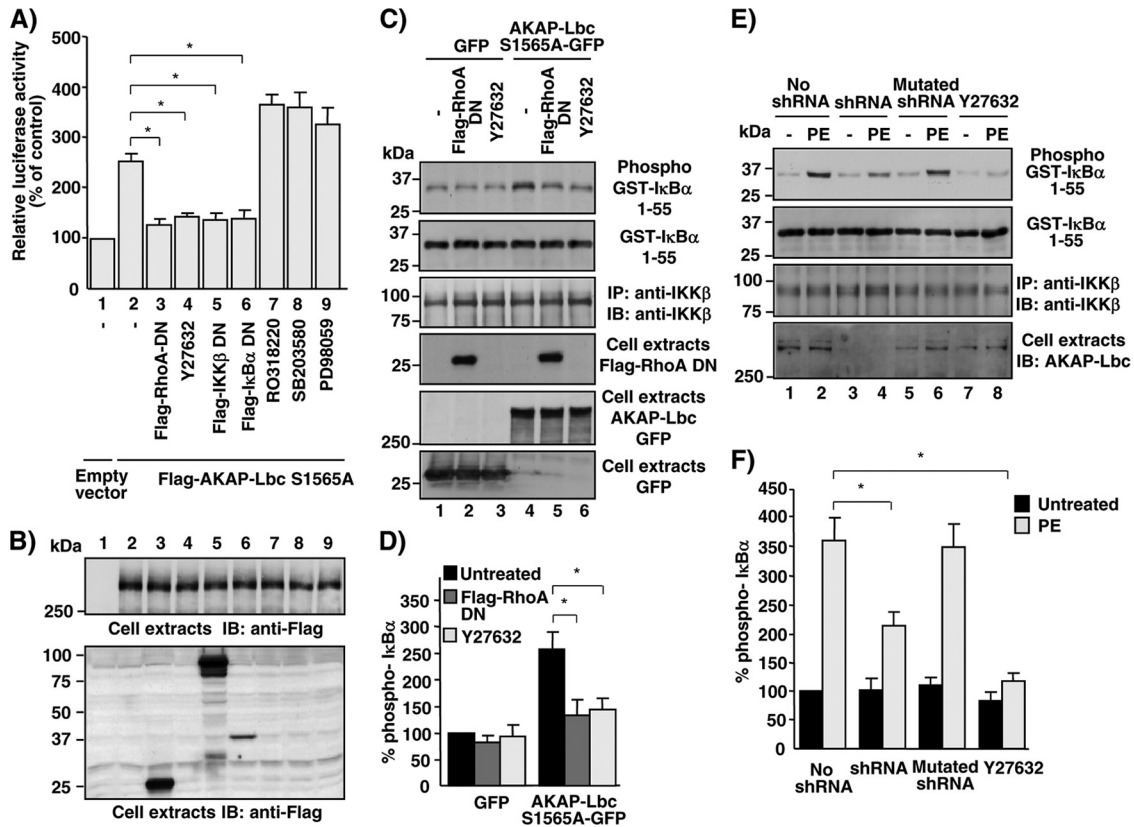 A)
Relative luciferase activity
(% of control)
500
400
300
200
100
0
* * * *
1 2 3 4 5 6 7 8 9
- - Flag-RhoA-DN Y27632 Flag-IKKβ DN Flag-IκBα DN RO318220 SB203580 PD98059
Empty vector
Flag-AKAP-Lbc S1565A
B)
kDa 1 2 3 4 5 6 7 8 9
250
Cell extracts IB: anti-Flag
100
75
50
37
25
Cell extracts IB: anti-Flag
C)
GFP
AKAP-Lbc
S1565A-GFP
- Flag-RhoA DN Y27632 - Flag-RhoA DN Y27632
kDa
37
25
Phospho
GST-IκBα
1-55
37
25
GST-IκBα
1-55
100
75
IP: anti-IKKβ
IB: anti-IKKβ
25
Cell extracts
Flag-RhoA DN
250
Cell extracts
AKAP-Lbc
GFP
25
Cell extracts
GFP
1 2 3 4 5 6
D)
% phospho- IκBα
350
300
250
200
150
100
50
0
Untreated
Flag-RhoA
DN
Y27632
* *
GFP
AKAP-Lbc
S1565A-GFP
E)
No
shRNA
shRNA
Mutated
shRNA
Y27632
kDa - PE - PE - PE - PE
37
25
Phospho
GST-IκBα
1-55
37
25
GST-IκBα
1-55
100
75
IP: anti-IKKβ
IB: anti-IKKβ
250
Cell extracts
IB: AKAP-Lbc
1 2 3 4 5 6 7 8
F)
% phospho- IκBα
450
400
350
300
250
200
150
100
50
0
* *
Untreated
PE
No
shRNA
shRNA
Mutated
shRNA
Y27632